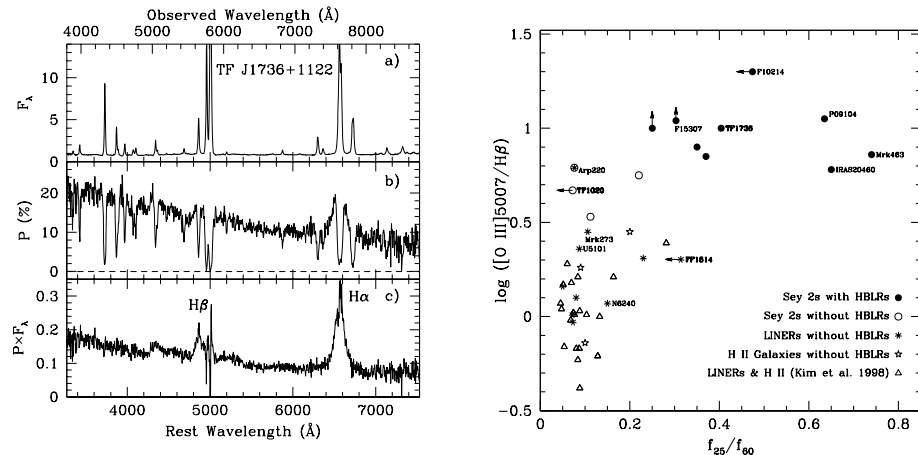 Observed Wavelength (Å)
4000 5000 6000 7000 8000
TF J1736+1122
a)
10
5
0
F_λ
b)
20
10
0
P (%)
c)
Hβ
Hα
0.3
0.2
0.1
0
P×F_λ
4000 5000 6000 7000
Rest Wavelength (Å)
1.5
1
0.5
0
−0.5
log ([O III]5007/Hβ)
F10214
P09104
F15307
TF1736
Mrk463
IRAS20460
Arp220
TF1020
Mrk273
U5101
FF1614
N6240
Sey 2s with HBLRs
Sey 2s without HBLRs
LINERs without HBLRs
H II Galaxies without HBLRs
LINERs & H II (Kim et al. 1998)
0 0.2 0.4 0.6 0.8
f25/f60